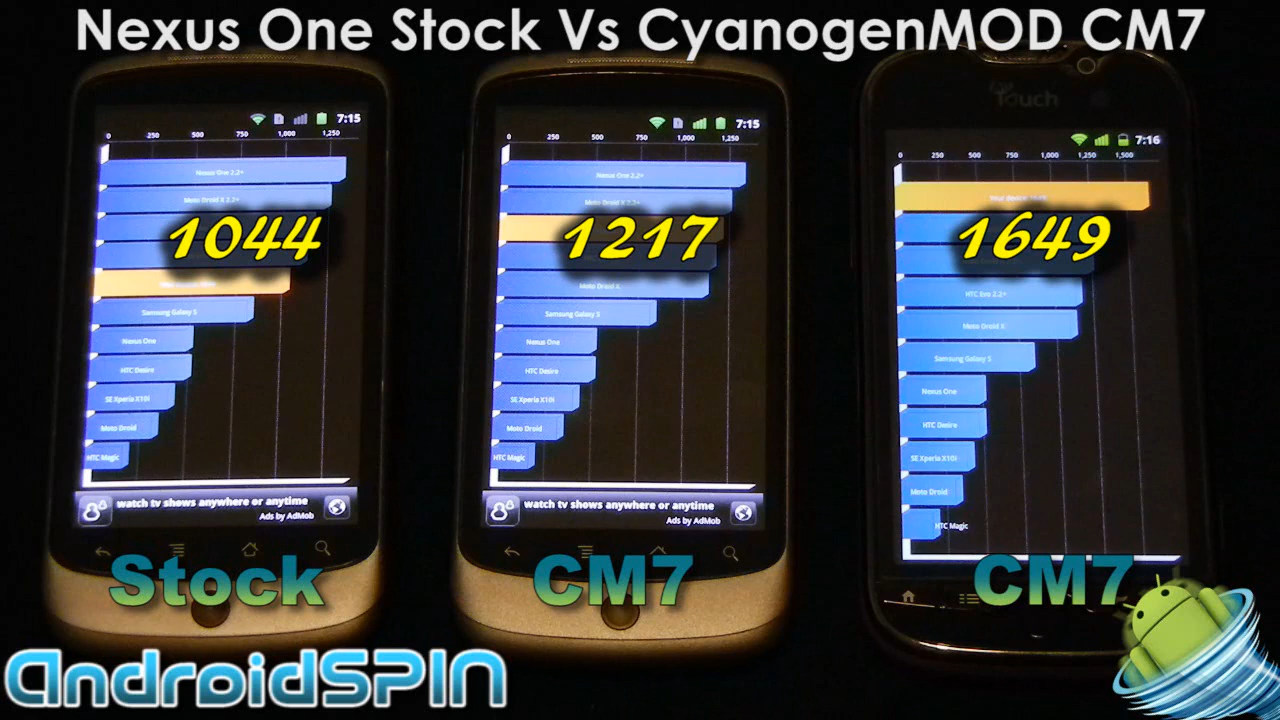 Nexus One Stock Vs CyanogenMOD CM7
7:15
0 250 500 750 1,000 1,250
Nexus One 2.2+
Moto Droid X 2.2+
1044
Samsung Galaxy S
Nexus One
HTC Desire
SE Xperia X10i
Moto Droid
HTC Magic
watch tv shows anywhere or anytime
Ads by AdMob
Stock
7:15
0 250 500 750 1,000 1,250
Nexus One 2.2+
Moto Droid X 2.2+
1217
Moto Droid X
Samsung Galaxy S
Nexus One
HTC Desire
SE Xperia X10i
Moto Droid
HTC Magic
watch tv shows anywhere or anytime
Ads by AdMob
CM7
Touch
7:16
0 250 500 750 1,000 1,250 1,500
1649
HTC Evo 2.2+
Moto Droid X
Samsung Galaxy S
Nexus One
HTC Desire
SE Xperia X10i
Moto Droid
HTC Magic
CM7
AndroidSPIN